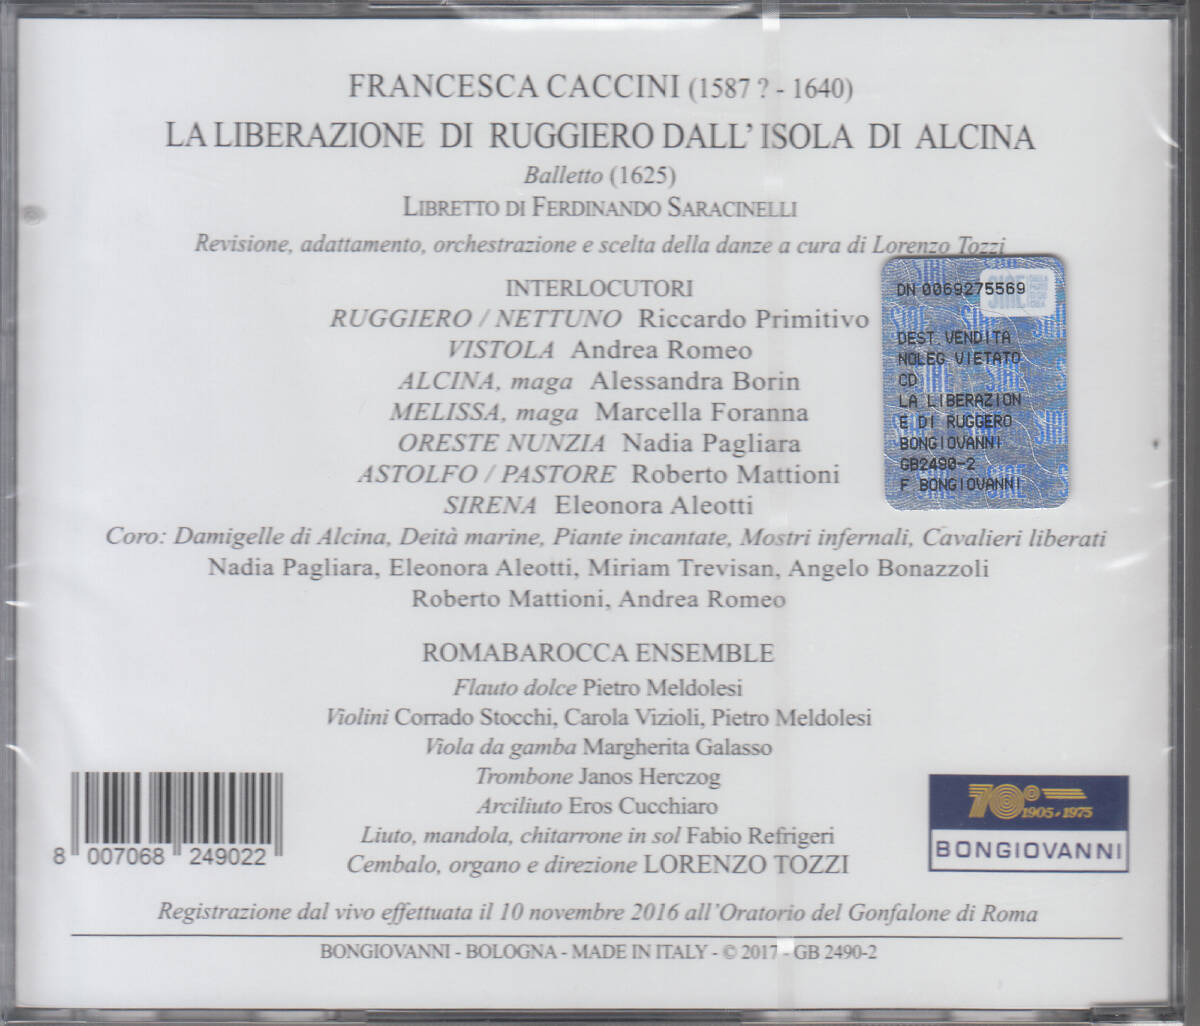 FRANCESCA CACCINI (1587 ? - 1640)
LA LIBERAZIONE DI RUGGIERO DALL'ISOLA DI ALCINA
Balletto (1625)
LIBRETTO DI FERDINANDO SARACINELLI
Revisione, adattamento, orchestrazione e scelta della danze a cura di Lorenzo Tozzi
INTERLOCUTORI
RUGGIERO / NETTUNO Riccardo Primitivo
VISTOLA Andrea Romeo
ALCINA, maga Alessandra Borin
MELISSA, maga Marcella Foranna
ORESTE NUNZIA Nadia Pagliara
ASTOLFO / PASTORE Roberto Mattioni
SIRENA Eleonora Aleotti
Coro: Damigelle di Alcina, Deità marine, Piante incantate, Mostri infernali, Cavalieri liberati
Nadia Pagliara, Eleonora Aleotti, Miriam Trevisan, Angelo Bonazzoli
Roberto Mattioni, Andrea Romeo
DN 0069275569
SIAE
DEST.VENDITA
NOLEG VIETATO
CD
LA LIBERAZION
E DI RUGGERO
BONGIOVANNI
GB2490-2
F BONGIOVANNI
ROMABAROCCA ENSEMBLE
Flauto dolce Pietro Meldolesi
Violini Corrado Stocchi, Carola Vizioli, Pietro Meldolesi
Viola da gamba Margherita Galasso
Trombone Janos Herczog
Arciliuto Eros Cucchiaro
Liuto, mandola, chitarrone in sol Fabio Refrigeri
Cembalo, organo e direzione LORENZO TOZZI
8 007068 249022
70°
1905-1975
BONGIOVANNI
Registrazione dal vivo effettuata il 10 novembre 2016 all'Oratorio del Gonfalone di Roma
BONGIOVANNI - BOLOGNA - MADE IN ITALY - © 2017 - GB 2490-2